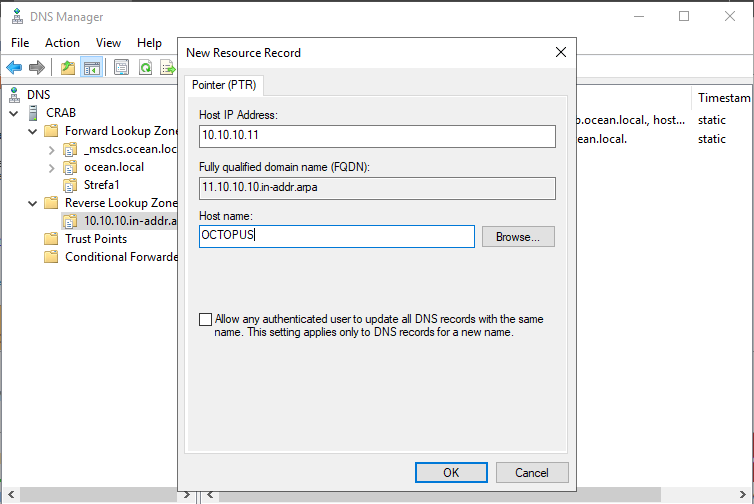 DNS Manager
File Action View Help
DNS
CRAB
Forward Lookup Zone
_msdcs.ocean.loc
ocean.local
Strefa1
Reverse Lookup Zone
10.10.10.in-addr.a
Trust Points
Conditional Forwarde
New Resource Record
Pointer (PTR)
Host IP Address:
10.10.10.11
Fully qualified domain name (FQDN):
11.10.10.10.in-addr.arpa
Host name:
OCTOPUS
Browse...
Allow any authenticated user to update all DNS records with the same
name. This setting applies only to DNS records for a new name.
OK Cancel
Timestam
.ocean.local., host... static
ean.local. static